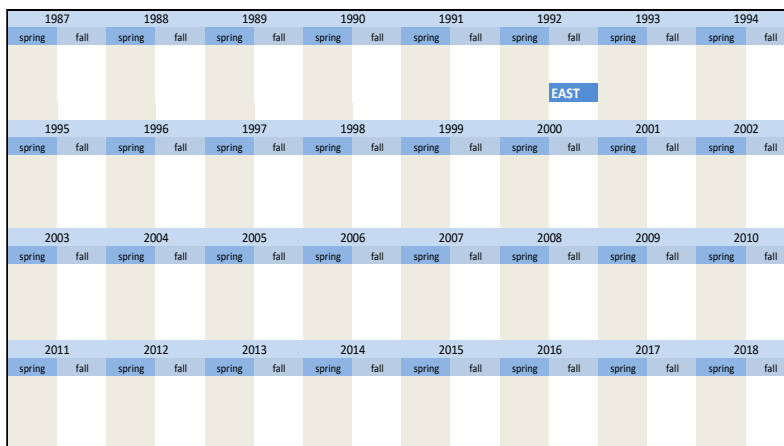 1987 1988 1989 1990 1991 1992 1993 1994
spring fall spring fall spring fall spring fall spring fall spring fall spring fall spring fall
EAST
1995 1996 1997 1998 1999 2000 2001 2002
spring fall spring fall spring fall spring fall spring fall spring fall spring fall spring fall
2003 2004 2005 2006 2007 2008 2009 2010
spring fall spring fall spring fall spring fall spring fall spring fall spring fall spring fall
2011 2012 2013 2014 2015 2016 2017 2018
spring fall spring fall spring fall spring fall spring fall spring fall spring fall spring fall